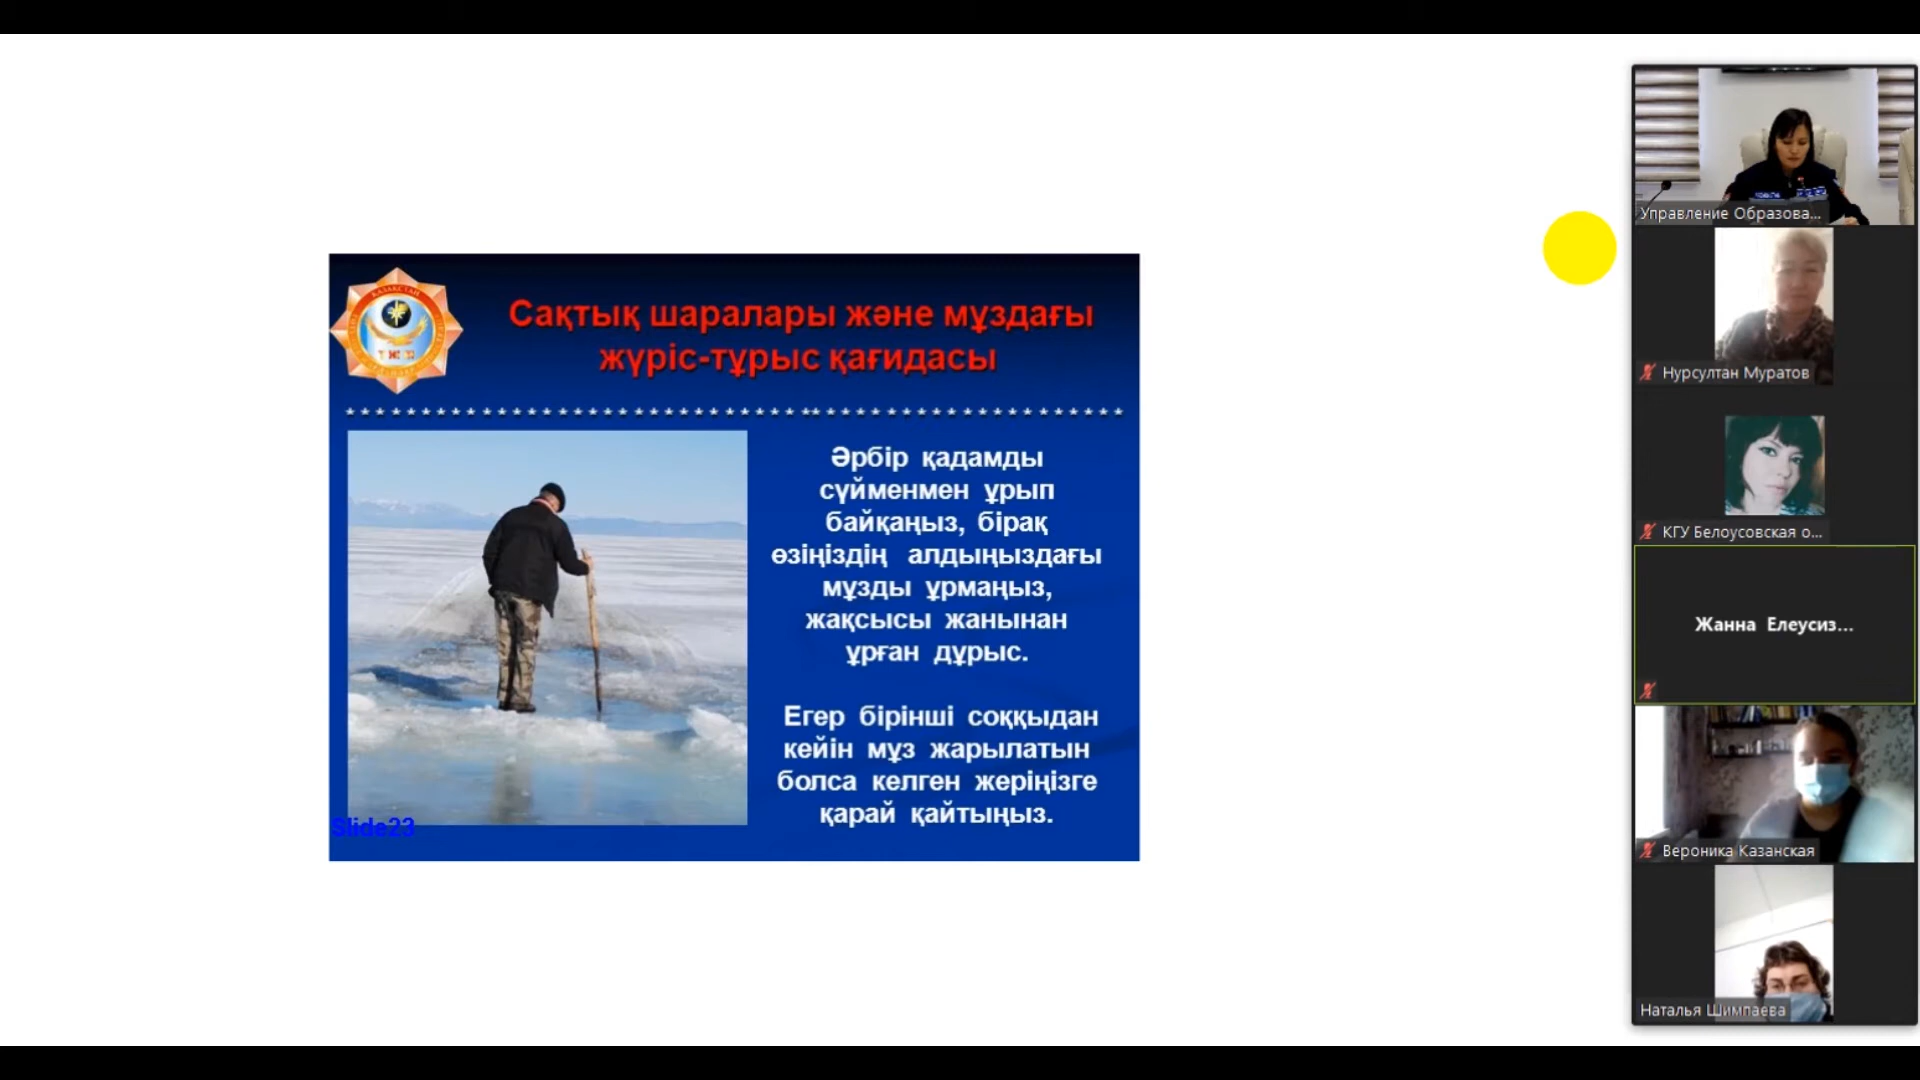 Сақтық шаралары және мұздағы
жүріс-тұрыс қағидасы
ҚАЗАҚСТАН
ТЖМ
Әрбір қадамды
сүйменмен ұрып
байқаңыз, бірақ
өзіңіздің алдыңыздағы
мұзды ұрмаңыз,
жақсысы жанынан
ұрған дұрыс.
Егер бірінші соққыдан
кейін мұз жарылатын
болса келген жеріңізге
қарай қайтыңыз.
Slide23
Управление Образова...
Нурсултан Муратов
КГУ Белоусовская о...
Жанна Елеусиз...
Вероника Казанская
Наталья Шимпаева